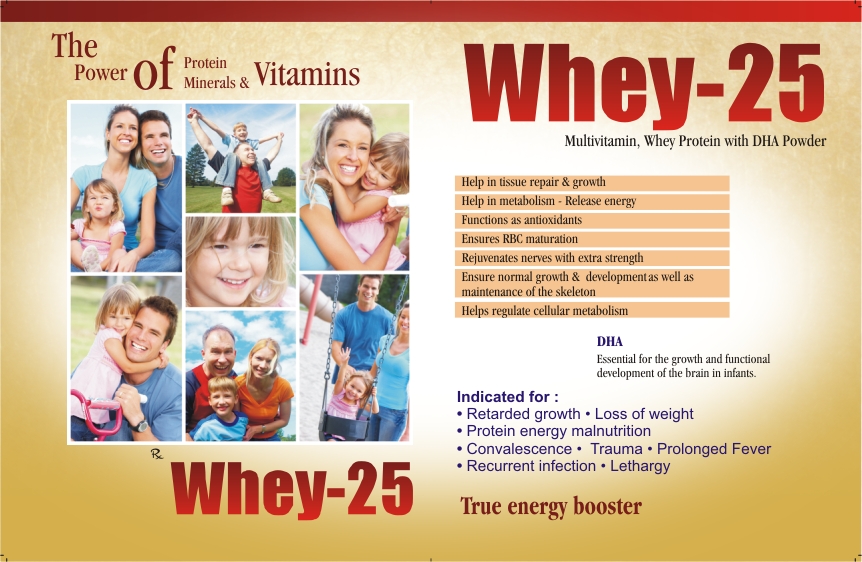 The
Power of Protein
Minerals & Vitamins
Rx
Whey-25
Whey-25
Multivitamin, Whey Protein with DHA Powder
Help in tissue repair & growth
Help in metabolism - Release energy
Functions as antioxidants
Ensures RBC maturation
Rejuvenates nerves with extra strength
Ensure normal growth & development as well as
maintenance of the skeleton
Helps regulate cellular metabolism
DHA
Essential for the growth and functional
development of the brain in infants.
Indicated for :
• Retarded growth • Loss of weight
• Protein energy malnutrition
• Convalescence • Trauma • Prolonged Fever
• Recurrent infection • Lethargy
True energy booster